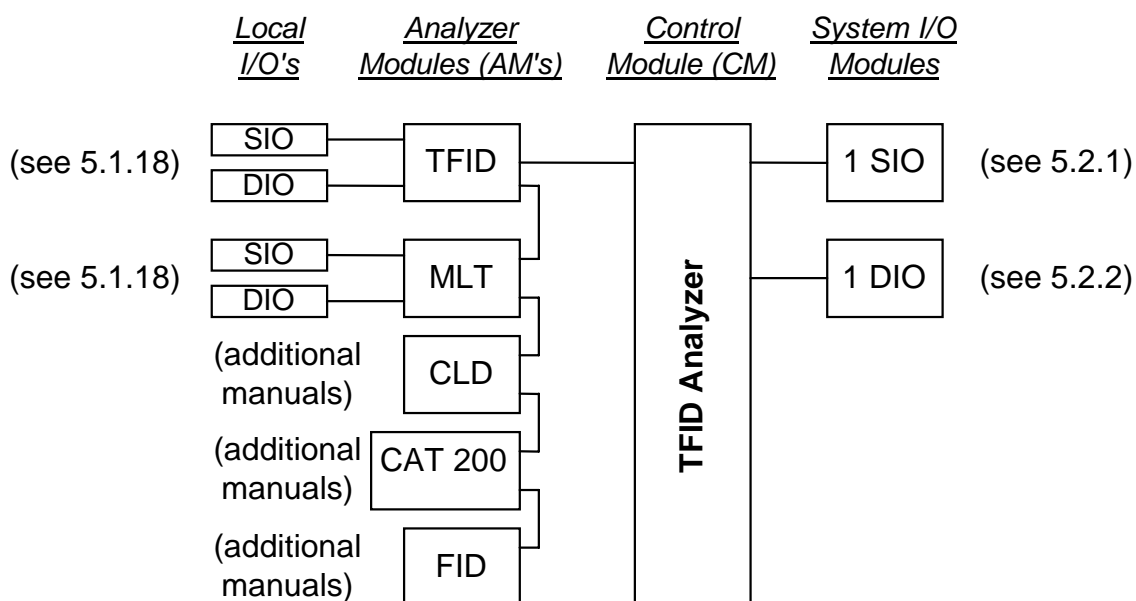 Local I/O's
Analyzer Modules (AM's)
Control Module (CM)
System I/O Modules
(see 5.1.18)
SIO
DIO
TFID
1 SIO
(see 5.2.1)
(see 5.1.18)
SIO
DIO
MLT
1 DIO
(see 5.2.2)
TFID Analyzer
(additional
manuals)
CLD
(additional
manuals)
CAT 200
(additional
manuals)
FID